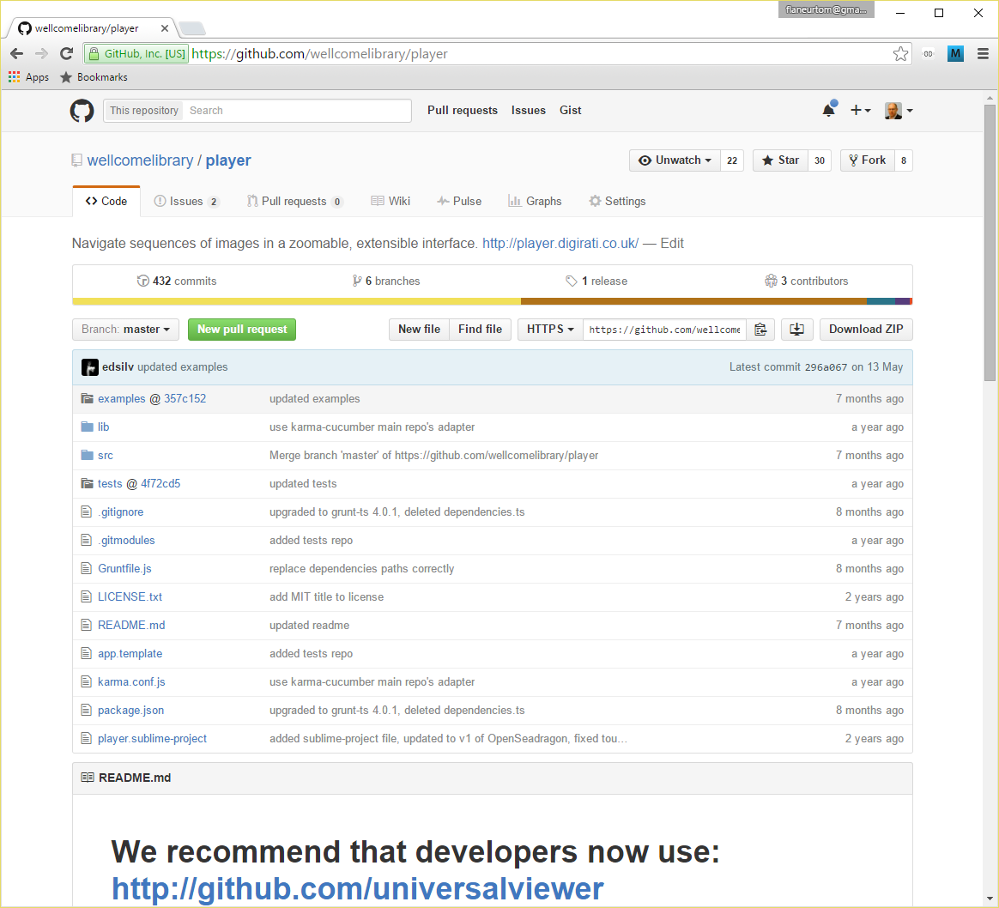 flaneurtom@gma...
wellcomelibrary/player
GitHub, Inc. [US] https://github.com/wellcomelibrary/player
M
Apps Bookmarks
This repository Search Pull requests Issues Gist
wellcomelibrary / player Unwatch 22 Star 30 Fork 8
Code Issues 2 Pull requests 0 Wiki Pulse Graphs Settings
Navigate sequences of images in a zoomable, extensible interface. http://player.digirati.co.uk/ — Edit
432 commits 6 branches 1 release 3 contributors
Branch: master New pull request New file Find file HTTPS https://github.com/wellcome Download ZIP
edsilv updated examples Latest commit 296a067 on 13 May
examples @ 357c152 updated examples 7 months ago
lib use karma-cucumber main repo's adapter a year ago
src Merge branch 'master' of https://github.com/wellcomelibrary/player 7 months ago
tests @ 4f72cd5 updated tests a year ago
.gitignore upgraded to grunt-ts 4.0.1, deleted dependencies.ts 8 months ago
.gitmodules added tests repo a year ago
Gruntfile.js replace dependencies paths correctly 8 months ago
LICENSE.txt add MIT title to license 2 years ago
README.md updated readme 7 months ago
app.template added tests repo a year ago
karma.conf.js use karma-cucumber main repo's adapter a year ago
package.json upgraded to grunt-ts 4.0.1, deleted dependencies.ts 8 months ago
player.sublime-project added sublime-project file, updated to v1 of OpenSeadragon, fixed tou… 2 years ago
README.md
We recommend that developers now use:
http://github.com/universalviewer